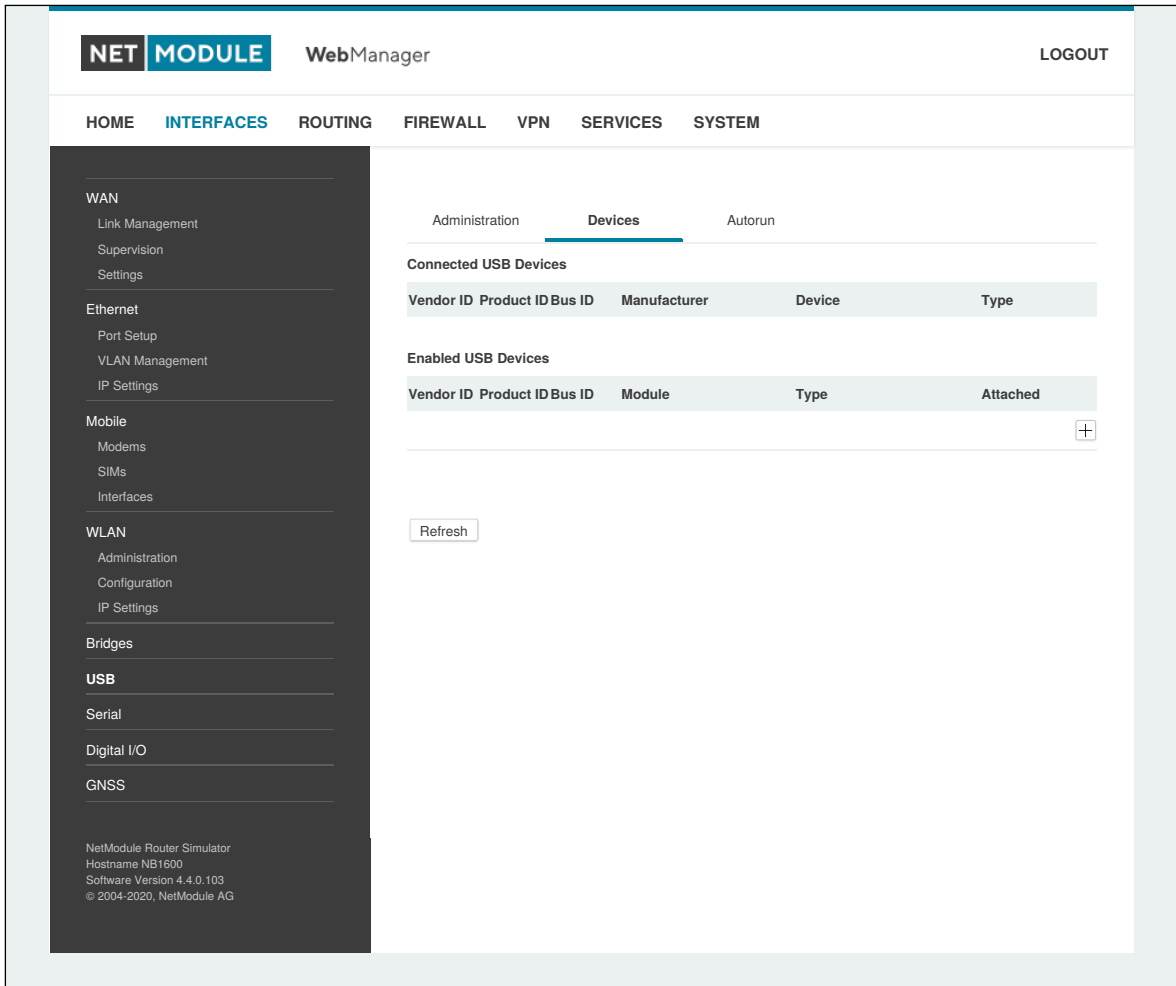 NET MODULE WebManager LOGOUT
HOME INTERFACES ROUTING FIREWALL VPN SERVICES SYSTEM
WAN
Link Management
Supervision
Settings
Ethernet
Port Setup
VLAN Management
IP Settings
Mobile
Modems
SIMs
Interfaces
WLAN
Administration
Configuration
IP Settings
Bridges
USB
Serial
Digital I/O
GNSS
NetModule Router Simulator
Hostname NB1600
Software Version 4.4.0.103
© 2004-2020, NetModule AG
Administration Devices Autorun
Connected USB Devices
Vendor ID Product ID Bus ID Manufacturer Device Type
Enabled USB Devices
Vendor ID Product ID Bus ID Module Type Attached
Refresh